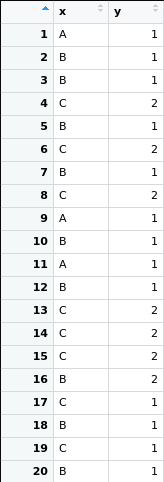 x y
1 A 1
2 B 1
3 B 1
4 C 2
5 B 1
6 C 2
7 B 1
8 C 2
9 A 1
10 B 1
11 A 1
12 B 1
13 C 2
14 C 2
15 C 2
16 B 2
17 C 1
18 B 1
19 C 1
20 B 1